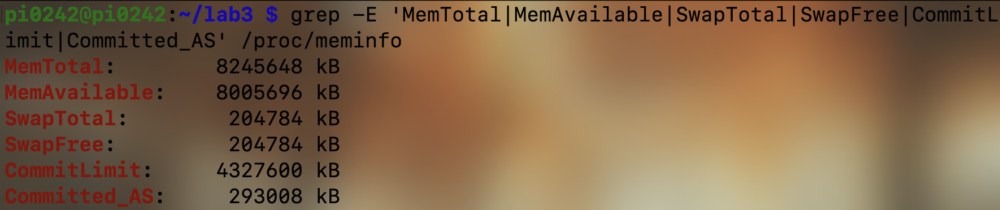 pi0242@pi0242:~/lab3 $ grep -E 'MemTotal|MemAvailable|SwapTotal|SwapFree|CommitL
imit|Committed_AS' /proc/meminfo
MemTotal:        8245648 kB
MemAvailable:    8005696 kB
SwapTotal:        204784 kB
SwapFree:         204784 kB
CommitLimit:     4327600 kB
Committed_AS:     293008 kB